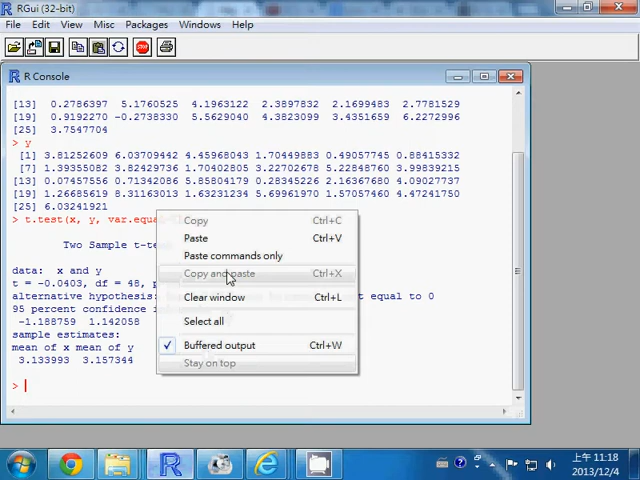 RGui (32-bit)
File Edit View Misc Packages Windows Help
STOP
R Console
[13] 0.2786397 5.1760525 4.1963122 2.3897832 2.1699483 2.7781529
[19] 0.9192270 -0.2738330 5.5629040 4.3823099 3.4351659 6.2272996
[25] 3.7547704
> y
[1] 3.81252609 6.03709442 4.45968043 1.70449883 0.49057745 0.88415332
[7] 1.39355082 3.82429736 1.70405771 3.22702678 5.22848760 3.99839215
[13] 0.07457556 0.71342086 5.85804179 0.28345226 2.16367680 4.09027737
[19] 1.26685619 8.31163013 1.63231254 5.69961970 1.57057460 4.47241750
[25] 6.03241921
> t.test(x, y, var.equal
Two Sample t-te
data: x and y
t = -0.0403, df = 48, p
alternative hypothesis: t equal to 0
95 percent confidence
-1.188759 1.142058
sample estimates:
mean of x mean of y
3.133993 3.157344
>
Copy Ctrl+C
Paste Ctrl+V
Paste commands only
Copy and paste Ctrl+X
Clear window Ctrl+L
Select all
Buffered output Ctrl+W
Stay on top
上午 11:18
2013/12/4